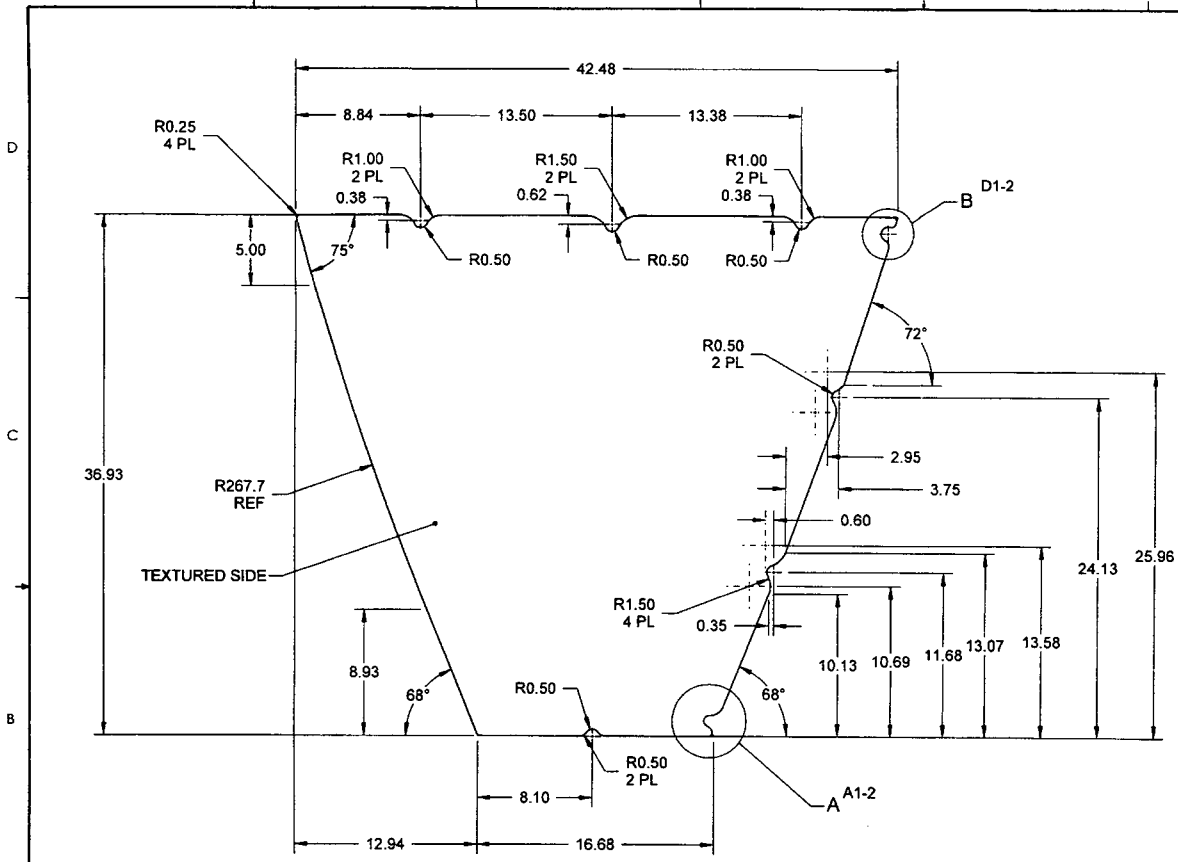 42.48
8.84
13.50
13.38
R0.25
4 PL
D
R1.00
2 PL
R1.50
2 PL
R1.00
2 PL
0.38
0.62
0.38
B D1-2
5.00
75°
R0.50
R0.50
R0.50
72°
R0.50
2 PL
C
36.93
2.95
R267.7
REF
3.75
0.60
25.96
24.13
TEXTURED SIDE
R1.50
4 PL
0.35
13.58
13.07
11.68
10.69
10.13
8.93
68°
R0.50
68°
B
R0.50
2 PL
8.10
A A1-2
12.94
16.68